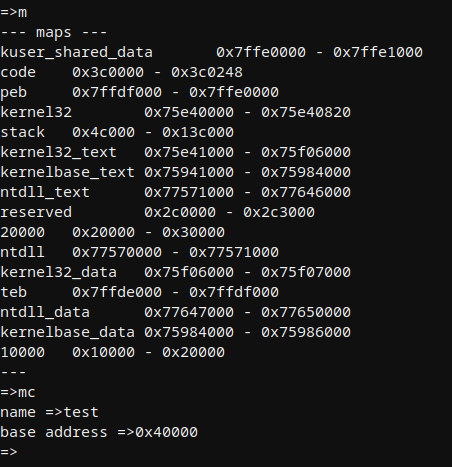 =>m
--- maps ---
kuser_shared_data 0x7ffe0000 - 0x7ffe1000
code 0x3c0000 - 0x3c0248
peb 0x7ffdf000 - 0x7ffe0000
kernel32 0x75e40000 - 0x75e40820
stack 0x4c000 - 0x13c000
kernel32_text 0x75e41000 - 0x75f06000
kernelbase_text 0x75941000 - 0x75984000
ntdll_text 0x77571000 - 0x77646000
reserved 0x2c0000 - 0x2c3000
20000 0x20000 - 0x30000
ntdll 0x77570000 - 0x77571000
kernel32_data 0x75f06000 - 0x75f07000
teb 0x7ffde000 - 0x7ffdf000
ntdll_data 0x77647000 - 0x77650000
kernelbase_data 0x75984000 - 0x75986000
10000 0x10000 - 0x20000
---
=>mc
name =>test
base address =>0x40000
=>